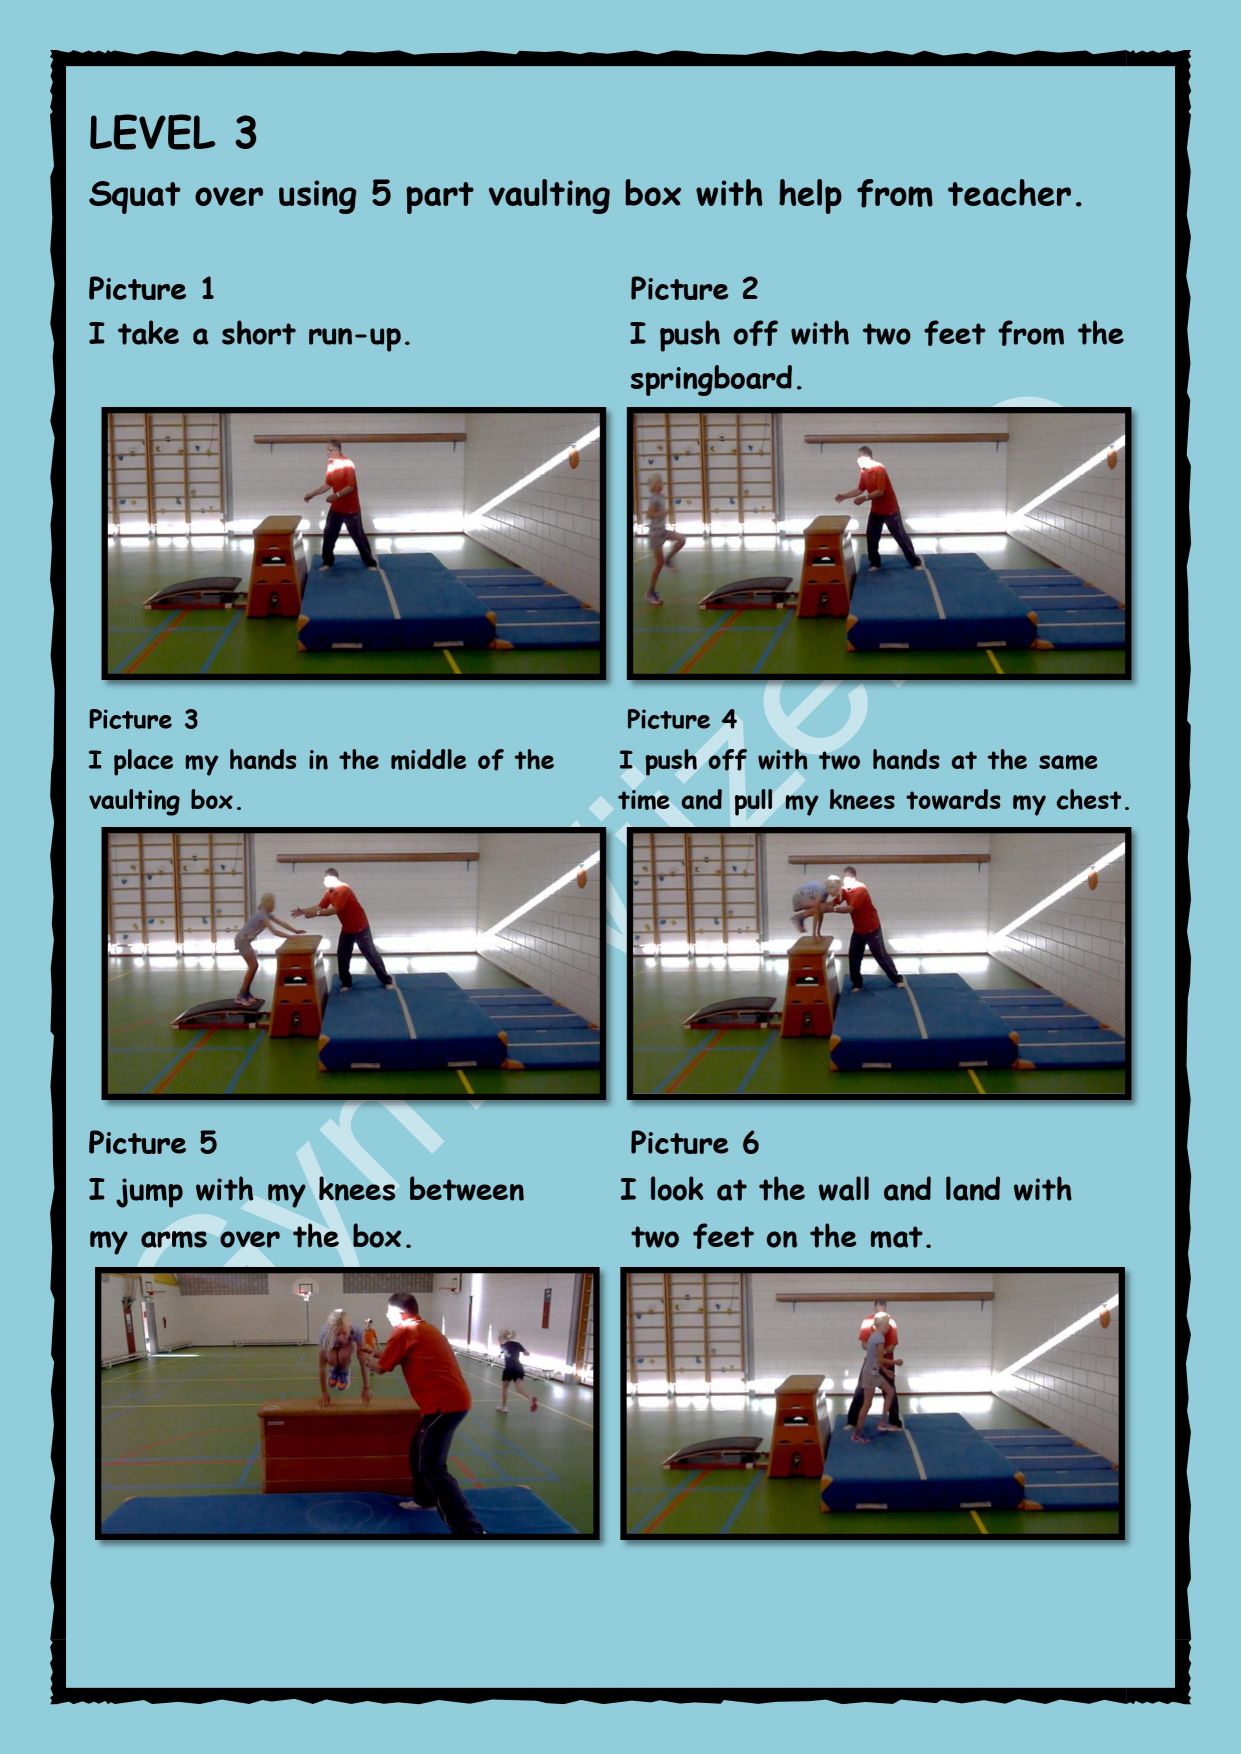 LEVEL 3
Squat over using 5 part vaulting box with help from teacher.
Picture 1
I take a short run-up.
Picture 2
I push off with two feet from the
springboard.
Picture 3
I place my hands in the middle of the
vaulting box.
Picture 4
I push off with two hands at the same
time and pull my knees towards my chest.
Picture 5
I jump with my knees between
my arms over the box.
Picture 6
I look at the wall and land with
two feet on the mat.